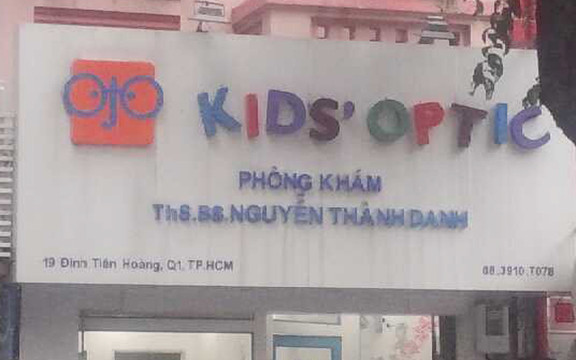 OJO KIDS' OPTIC
PHÒNG KHÁM
ThS.BS.NGUYỄN THÀNH DANH
19 Đinh Tiên Hoàng, Q1, TP.HCM
08.3910.7078